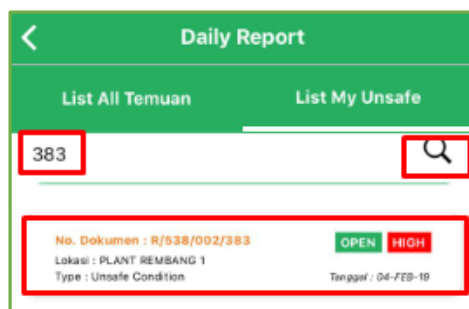 Daily Report
List All Temuan
List My Unsafe
383
No. Dokumen : R/538/002/383
OPEN HIGH
Lokasi : PLANT REMBANG 1
Type : Unsafe Condition
Tanggal : 04-FEB-19